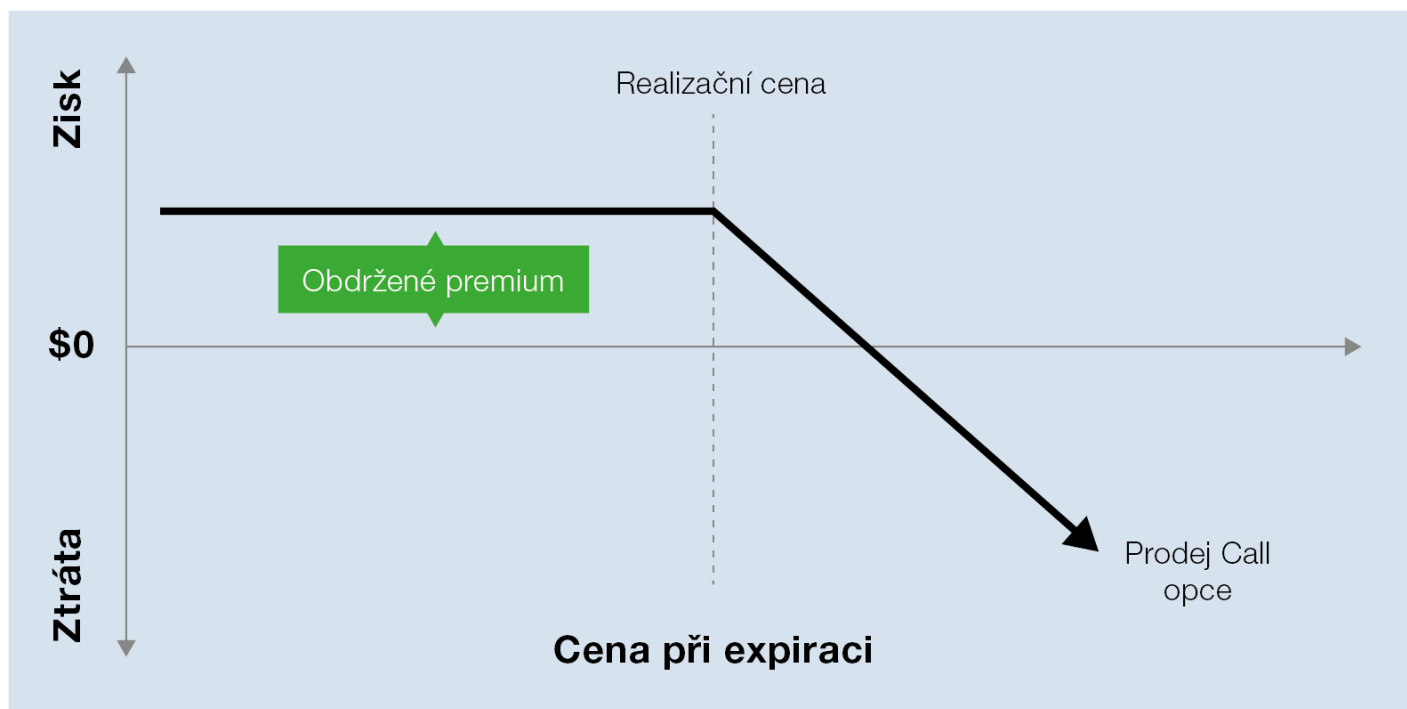 Zisk
Realizační cena
Obdržené premium
$0
Ztráta
Prodej Call
opce
Cena při expiraci